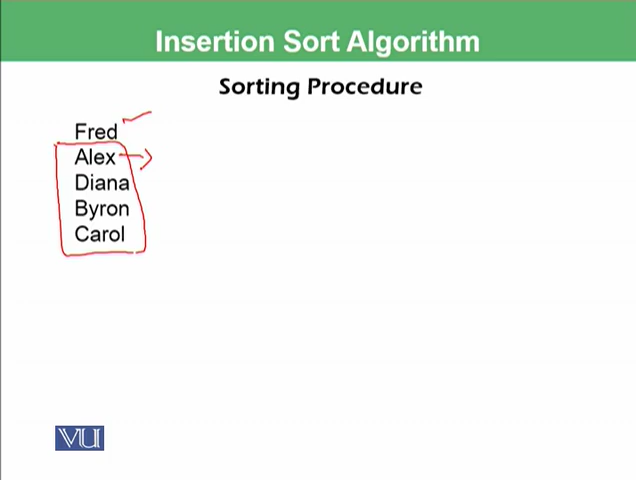 Insertion Sort Algorithm
Sorting Procedure
Fred
Alex
Diana
Byron
Carol
VU